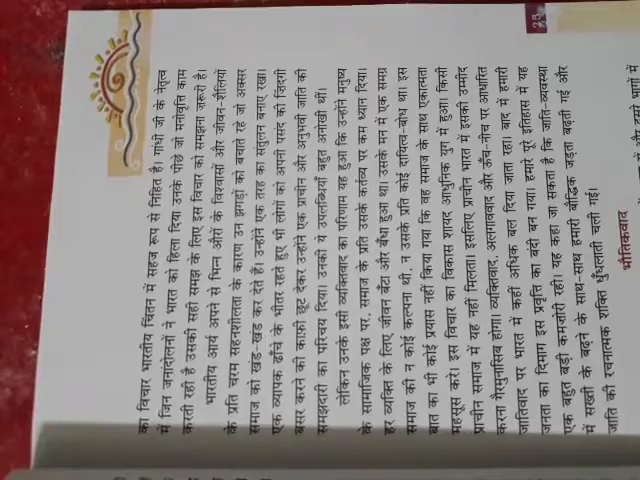 का विचार भारतीय चिंतन में सहज रूप से निहित है। गांधी जी के नेतृत्व
में जिन जनांदोलनों ने भारत को हिला दिया उनके पीछे जो मनोवृत्ति काम
करती रही है उसकी सही समझ के लिए इस विचार को समझना ज़रूरी है।
भारतीय आर्य अपने से भिन्न औरों के विश्वासों और जीवन-शैलियों
के प्रति चरम सहनशीलता के कारण उन झगड़ों को बचाते रहे जो अक्सर
समाज को खंड-खंड कर देते हैं। उन्होंने एक तरह का संतुलन बनाए रखा।
एक व्यापक ढाँचे के भीतर रहते हुए भी लोगों को अपनी पसंद की ज़िंदगी
बसर करने की काफ़ी छूट देकर उन्होंने एक प्राचीन और अनुभवी जाति की
समझदारी का परिचय दिया। उनकी ये उपलब्धियाँ बहुत अनोखी थीं।
लेकिन उनके इसी व्यक्तिवाद का परिणाम यह हुआ कि उन्होंने मनुष्य
के सामाजिक पक्ष पर, समाज के प्रति उसके कर्तव्य पर कम ध्यान दिया।
हर व्यक्ति के लिए जीवन बँटा और बँधा हुआ था। उसके मन में एक समग्र
समाज की न कोई कल्पना थी, न उसके प्रति कोई दायित्व-बोध था। इस
बात का भी कोई प्रयास नहीं किया गया कि वह समाज के साथ एकात्मता
महसूस करे। इस विचार का विकास शायद आधुनिक युग में हुआ। किसी
प्राचीन समाज में यह नहीं मिलता। इसलिए प्राचीन भारत में इसकी उम्मीद
करना गैरमुनासिब होगा। व्यक्तिवाद, अलगाववाद और ऊँच-नीच पर आधारित
जातिवाद पर भारत में कहीं अधिक बल दिया जाता रहा। बाद में हमारी
जनता का दिमाग इस प्रवृत्ति का बंदी बन गया। हमारे पूरे इतिहास में यह
एक बहुत बड़ी कमज़ोरी रही। यह कहा जा सकता है कि जाति-व्यवस्था
में सख्ती के बढ़ने के साथ-साथ हमारी बौद्धिक जड़ता बढ़ती गई और
जाति की रचनात्मक शक्ति धुँधलाती चली गई।
भौतिकवाद